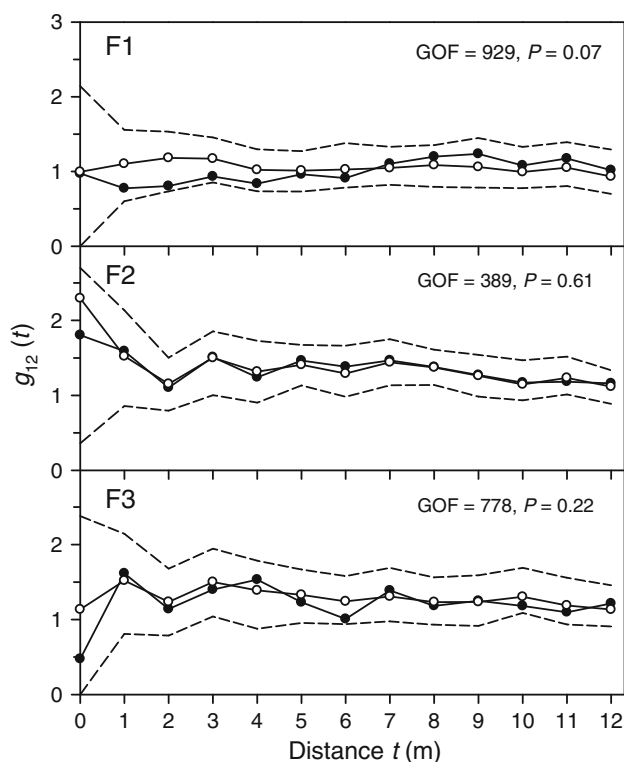 3
F1
GOF = 929, P = 0.07
2
1
0
F2
GOF = 389, P = 0.61
2
1
0
g12 (t)
F3
GOF = 778, P = 0.22
2
1
0
0 1 2 3 4 5 6 7 8 9 10 11 12
Distance t (m)